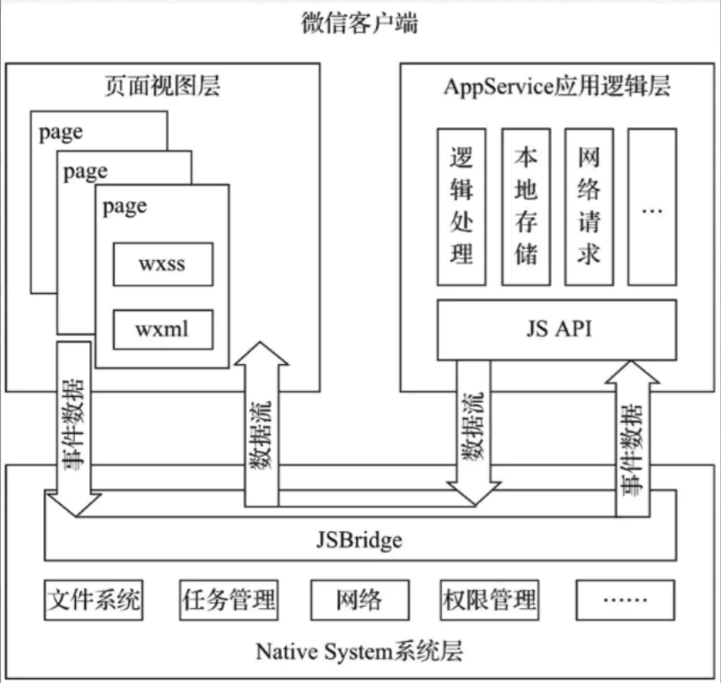 微信客户端
页面视图层
page
page
page
wxss
wxml
AppService应用逻辑层
逻辑处理
本地存储
网络请求
…
JS API
事件数据
数据流
数据流
事件数据
JSBridge
文件系统
任务管理
网络
权限管理
……
Native System系统层